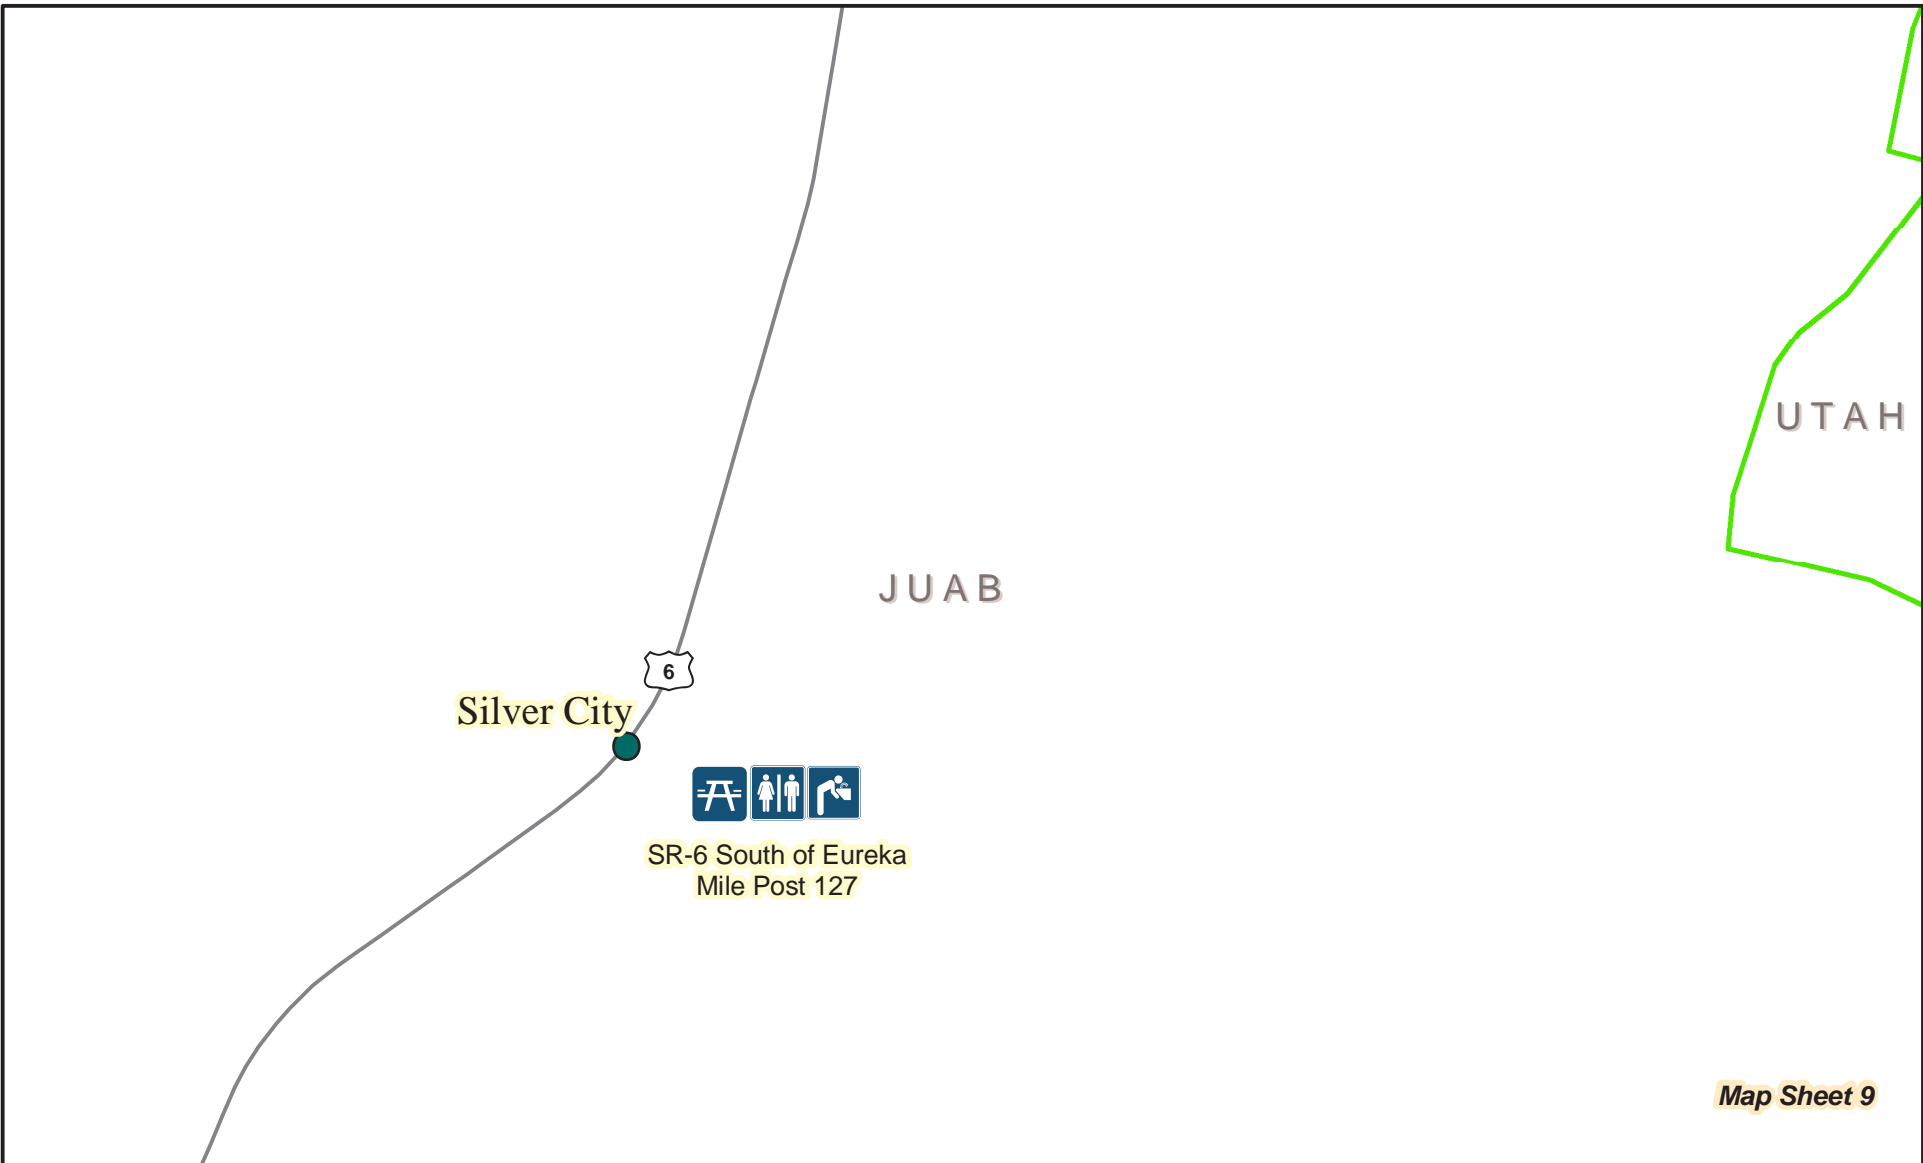 UTAH
JUAB
6
Silver City
SR-6 South of Eureka
Mile Post 127
Map Sheet 9